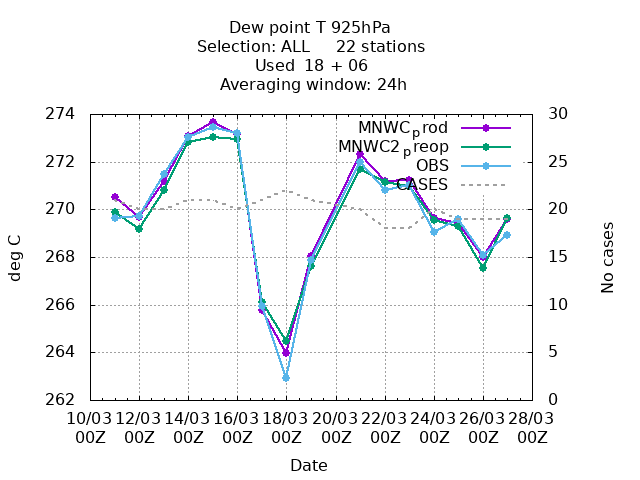 Dew point T 925hPa
Selection: ALL 22 stations
Used 18 + 06
Averaging window: 24h
274
272
270
268
266
264
262
deg C
30
25
20
15
10
5
0
No cases
MNWC_prod
MNWC2_preop
OBS
CASES
10/03 12/03 14/03 16/03 18/03 20/03 22/03 24/03 26/03 28/03
00Z 00Z 00Z 00Z 00Z 00Z 00Z 00Z 00Z 00Z
Date